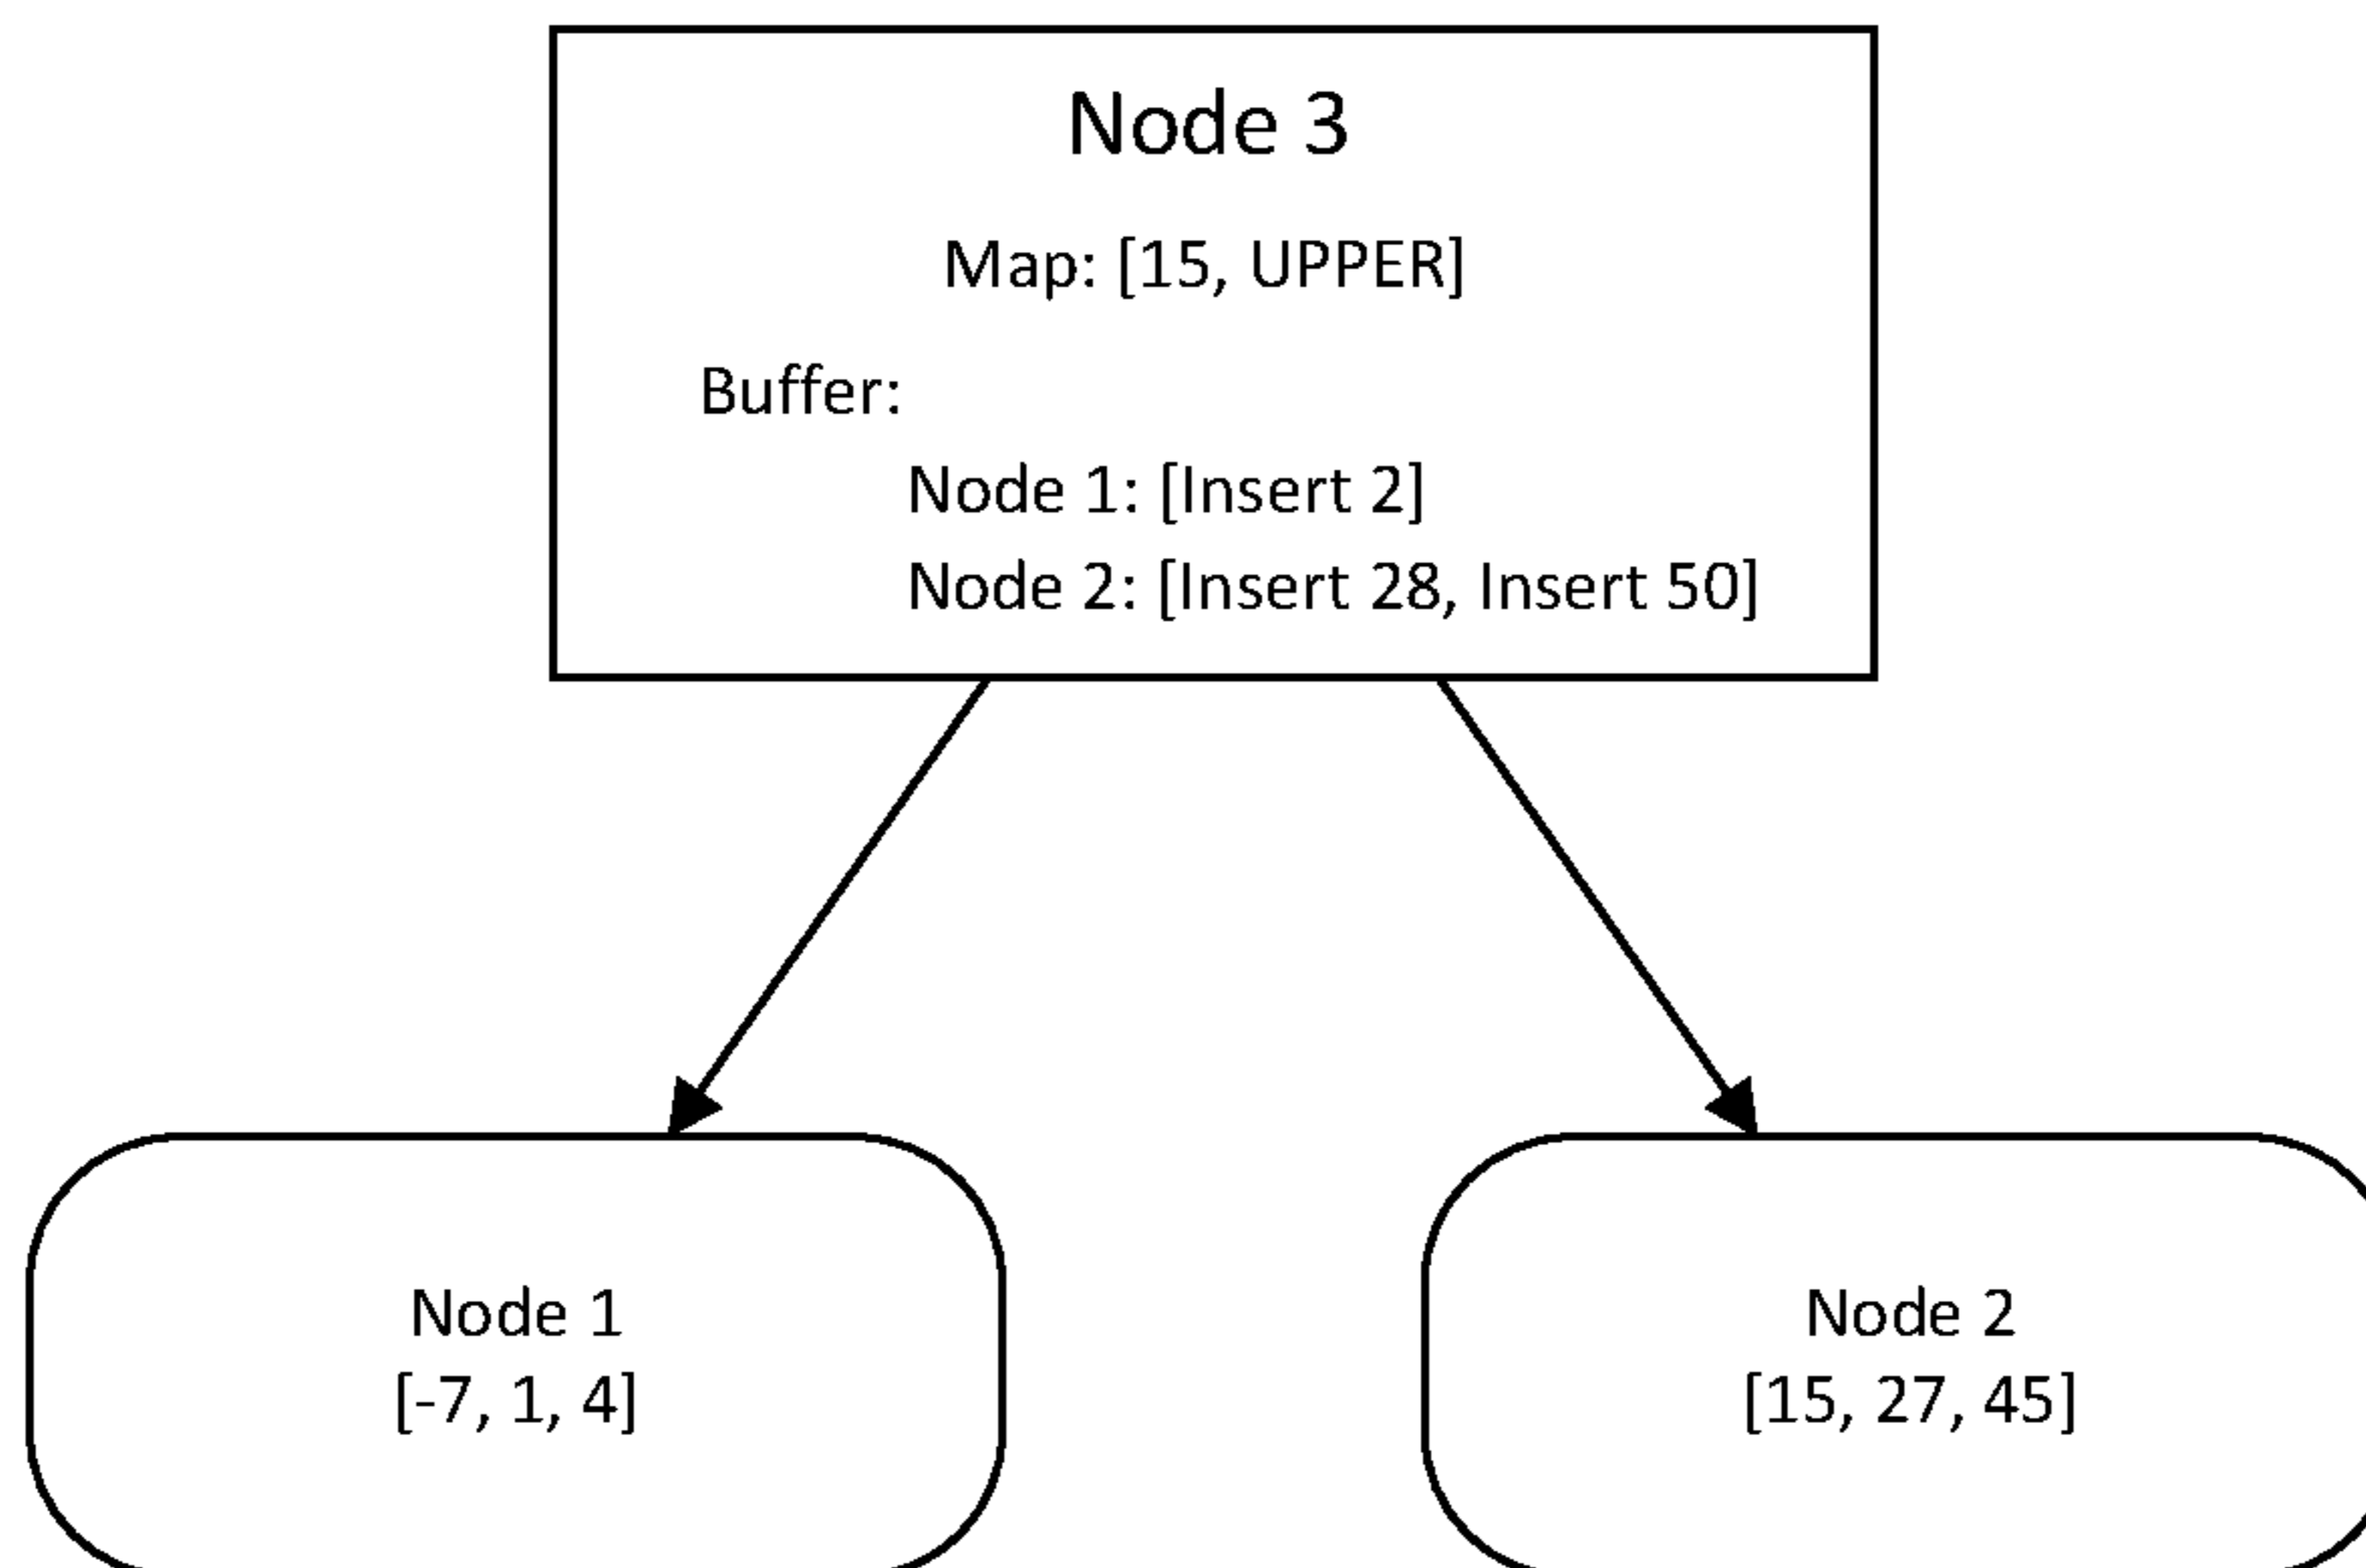 Node 3
Map: [15, UPPER]
Buffer:
Node 1: [Insert 2]
Node 2: [Insert 28, Insert 50]
Node 1
[-7, 1, 4]
Node 2
[15, 27, 45]